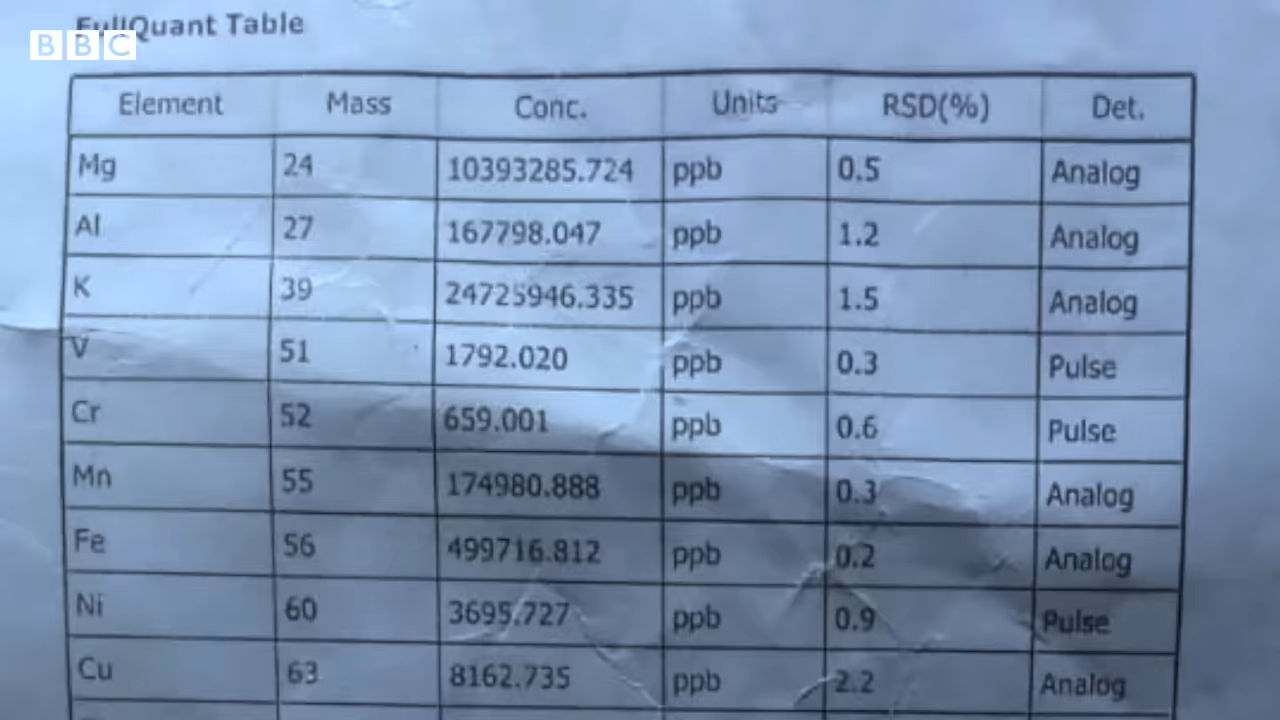 FullQuant Table
BBC
Element Mass Conc. Units RSD(%) Det.
Mg 24 10393285.724 ppb 0.5 Analog
Al 27 167798.047 ppb 1.2 Analog
K 39 24725946.335 ppb 1.5 Analog
V 51 1792.020 ppb 0.3 Pulse
Cr 52 659.001 ppb 0.6 Pulse
Mn 55 174980.888 ppb 0.3 Analog
Fe 56 499716.812 ppb 0.2 Analog
Ni 60 3695.727 ppb 0.9 Pulse
Cu 63 8162.735 ppb 2.2 Analog